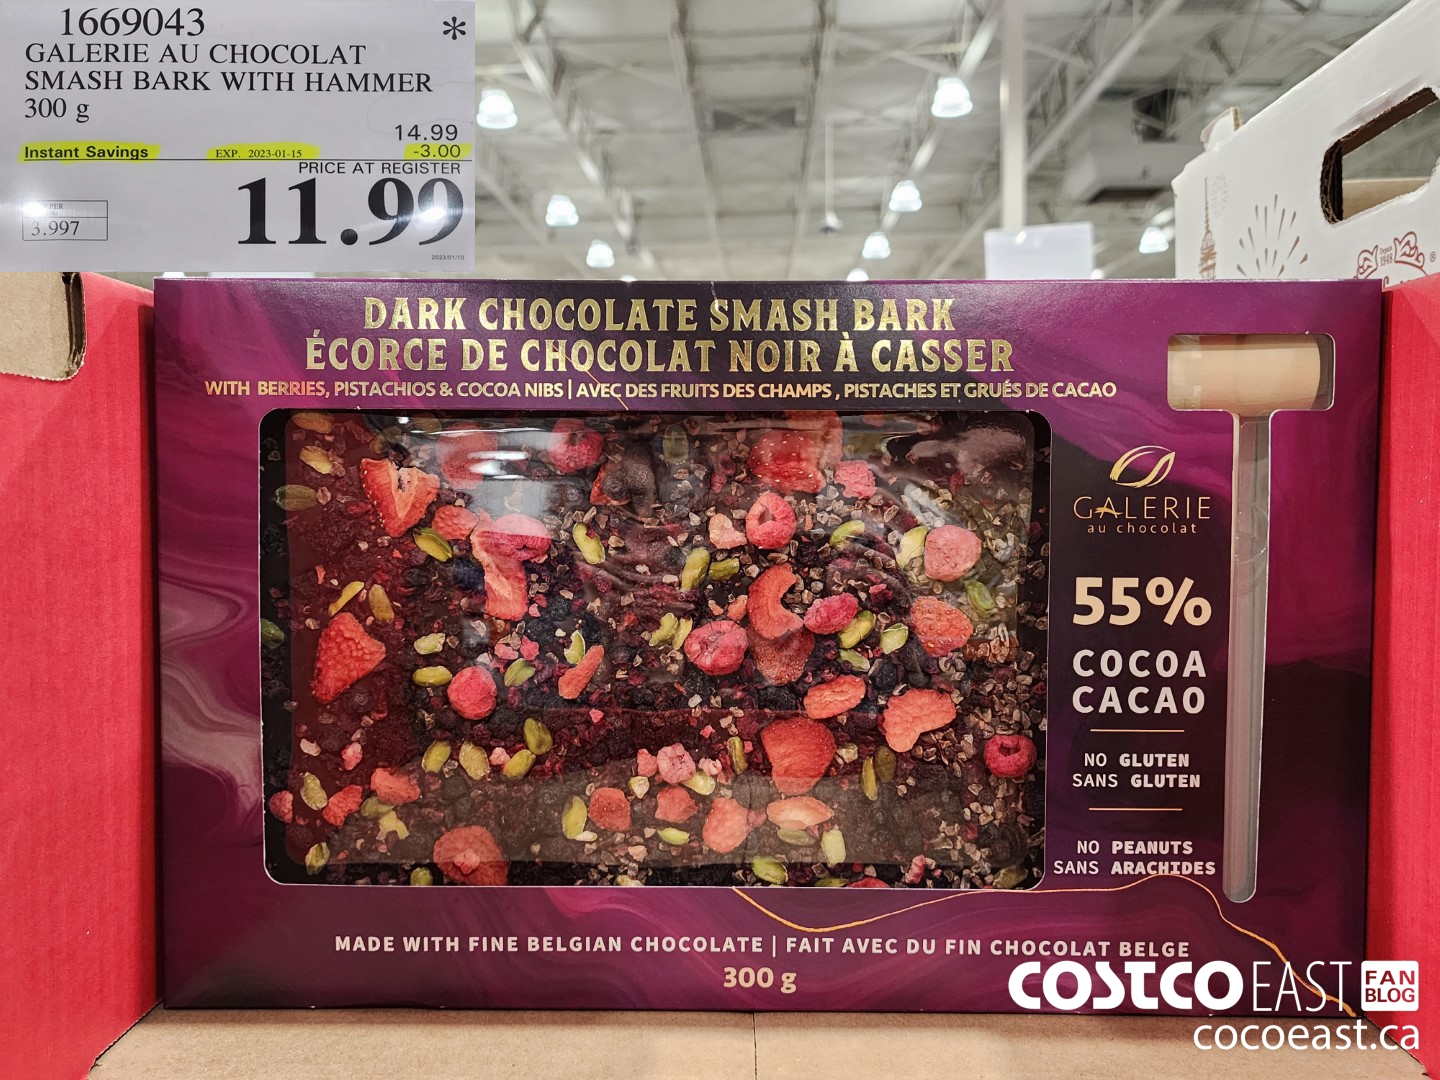 1669043 *
GALERIE AU CHOCOLAT
SMASH BARK WITH HAMMER
300 g
14.99
Instant Savings EXP. 2023-01-15 -3.00
PRICE AT REGISTER
11.99
PER
3.997
2023/01/10
DARK CHOCOLATE SMASH BARK
ÉCORCE DE CHOCOLAT NOIR À CASSER
WITH BERRIES, PISTACHIOS & COCOA NIBS | AVEC DES FRUITS DES CHAMPS, PISTACHES ET GRUÉS DE CACAO
GALERIE
au chocolat
55%
COCOA
CACAO
NO GLUTEN
SANS GLUTEN
NO PEANUTS
SANS ARACHIDES
MADE WITH FINE BELGIAN CHOCOLATE | FAIT AVEC DU FIN CHOCOLAT BELGE
300 g
Depuis
1948
®
COSTCO EAST FAN BLOG
cocoeast.ca